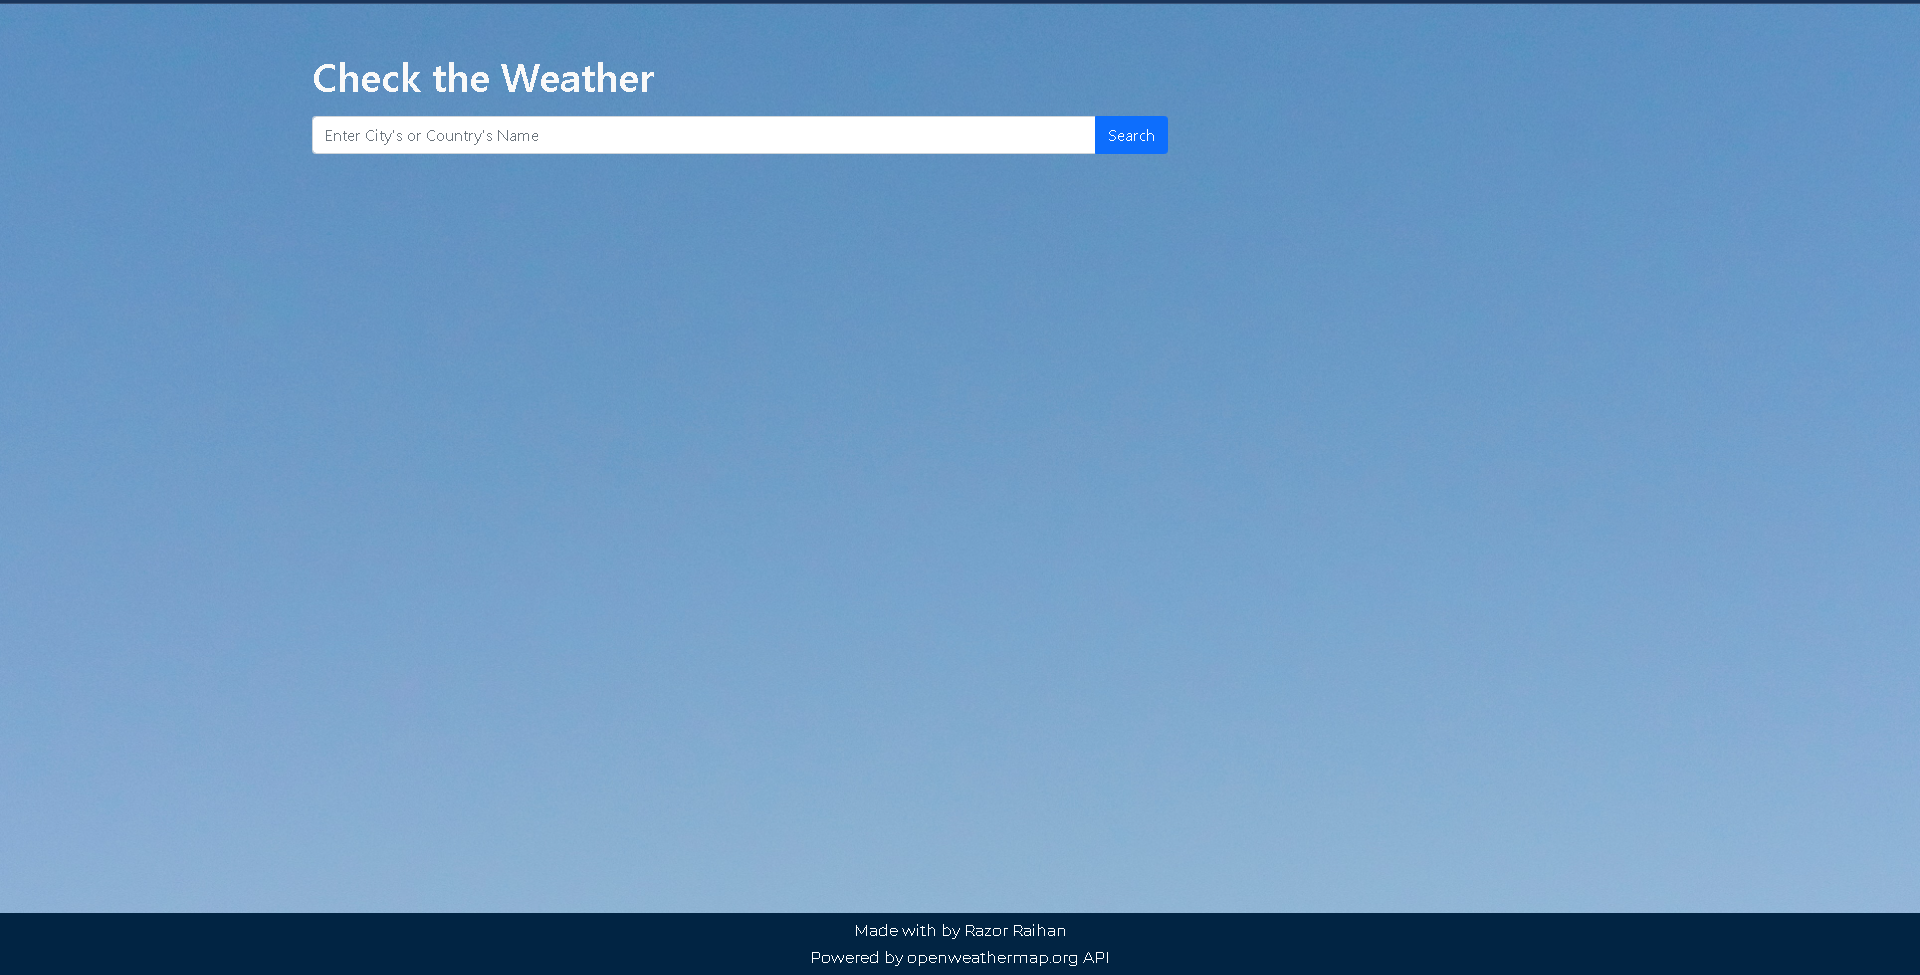 Check the Weather
Enter City's or Country's Name
Search
Made with by Razor Raihan
Powered by openweathermap.org API